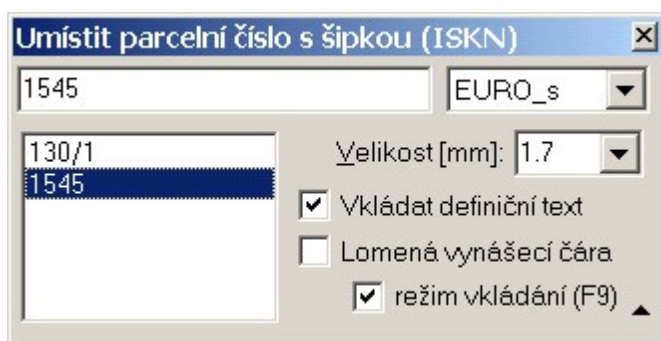 Umístit parcelní číslo s šipkou (ISKN)
1545
EURO_s
130/1
1545
Velikost [mm]: 1.7
Vkládat definiční text
Lomená vynášecí čára
režim vkládání (F9)